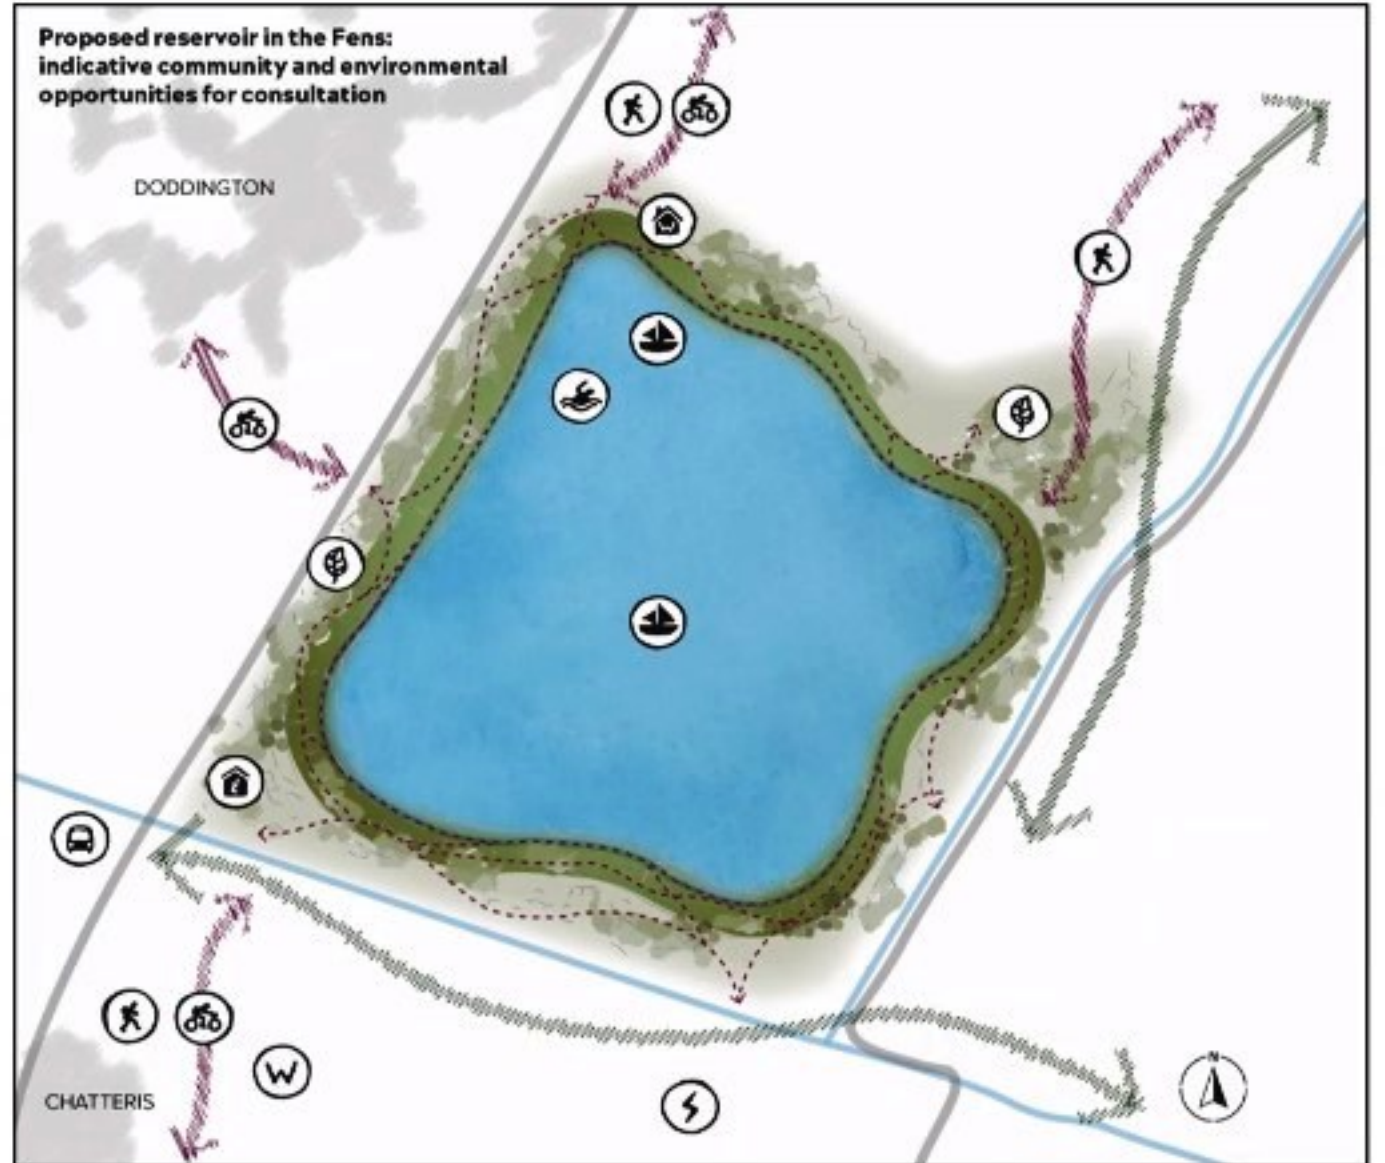 Proposed reservoir in the Fens:
indicative community and environmental
opportunities for consultation
DODDINGTON
W
CHATTERIS
N